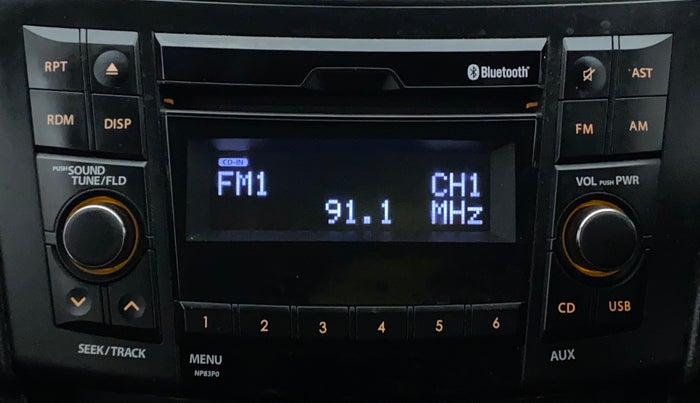 RPT
Bluetooth
AST
RDM
DISP
FM
AM
CD-IN
FM1 CH1
91.1 MHz
PUSH SOUND
TUNE/FLD
VOL PUSH PWR
CD
USB
1 2 3 4 5 6
SEEK/TRACK
MENU
AUX
NP83P0